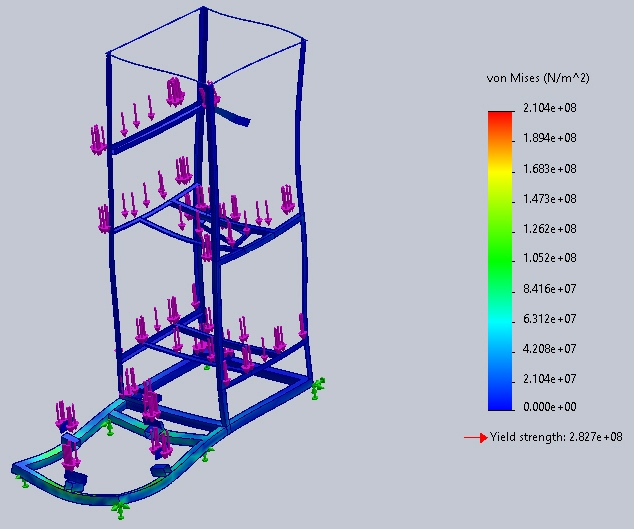 von Mises (N/m^2)
2.104e+08
1.894e+08
1.683e+08
1.473e+08
1.262e+08
1.052e+08
8.416e+07
6.312e+07
4.208e+07
2.104e+07
0.000e+00
Yield strength: 2.827e+08